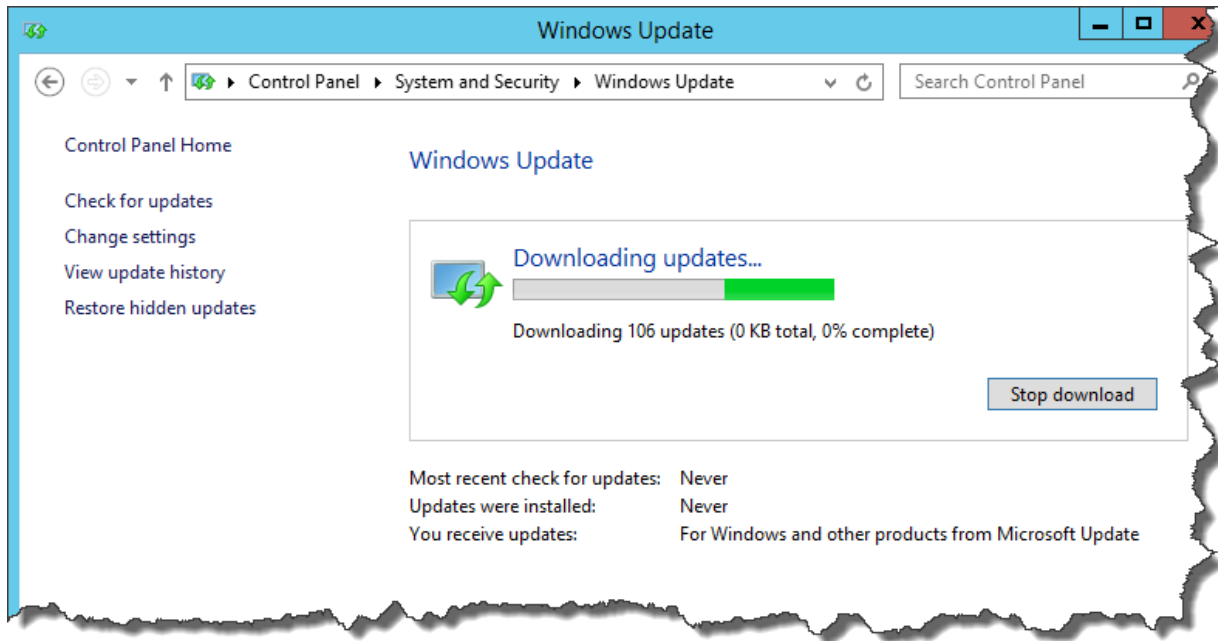 Windows Update
Control Panel System and Security Windows Update
Search Control Panel
Control Panel Home
Check for updates
Change settings
View update history
Restore hidden updates
Windows Update
Downloading updates...
Downloading 106 updates (0 KB total, 0% complete)
Stop download
Most recent check for updates: Never
Updates were installed: Never
You receive updates: For Windows and other products from Microsoft Update